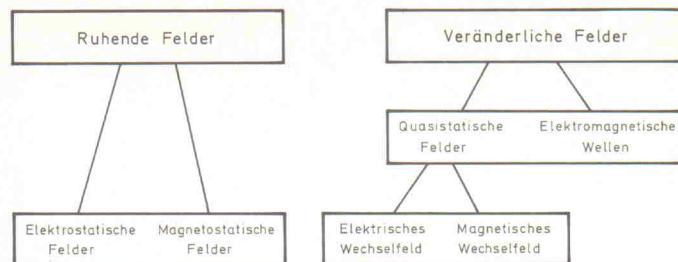 Ruhende Felder
Veränderliche Felder
Quasistatische
Felder
Elektromagnetische
Wellen
Elektrostatische
Felder
Magnetostatische
Felder
Elektrisches
Wechselfeld
Magnetisches
Wechselfeld